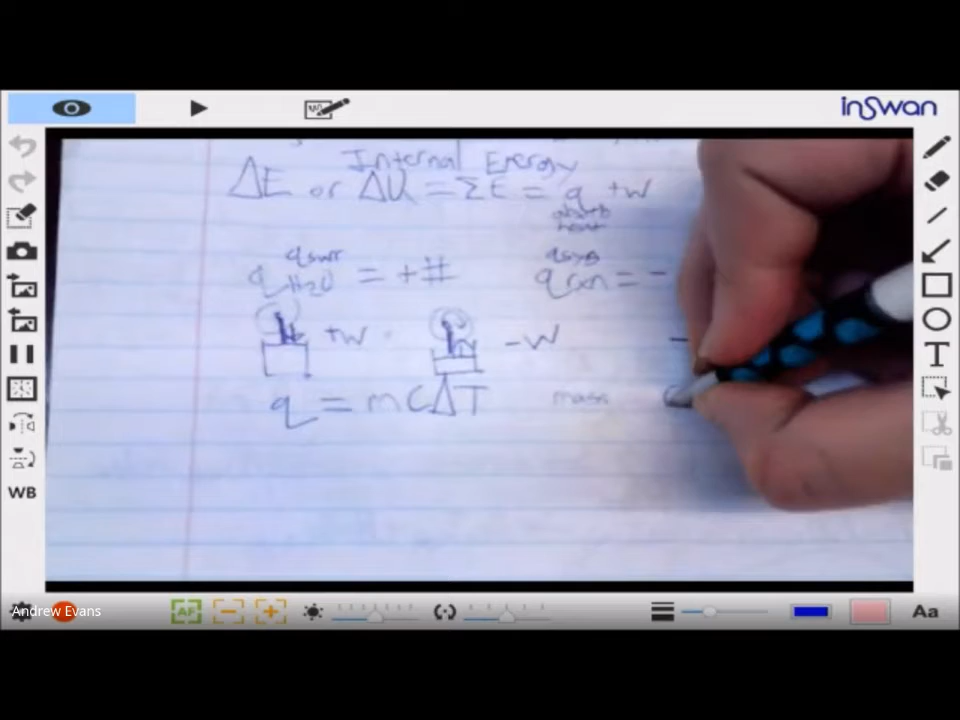 inSwan
Internal Energy
ΔE or ΔU = ΣE = q +w
absorb
heat
qsurr
qH2O = +#
qsys
qrxn = -
+w
-w
q = mCΔT
mass
WB
T
AF
Andrew Evans
Aa